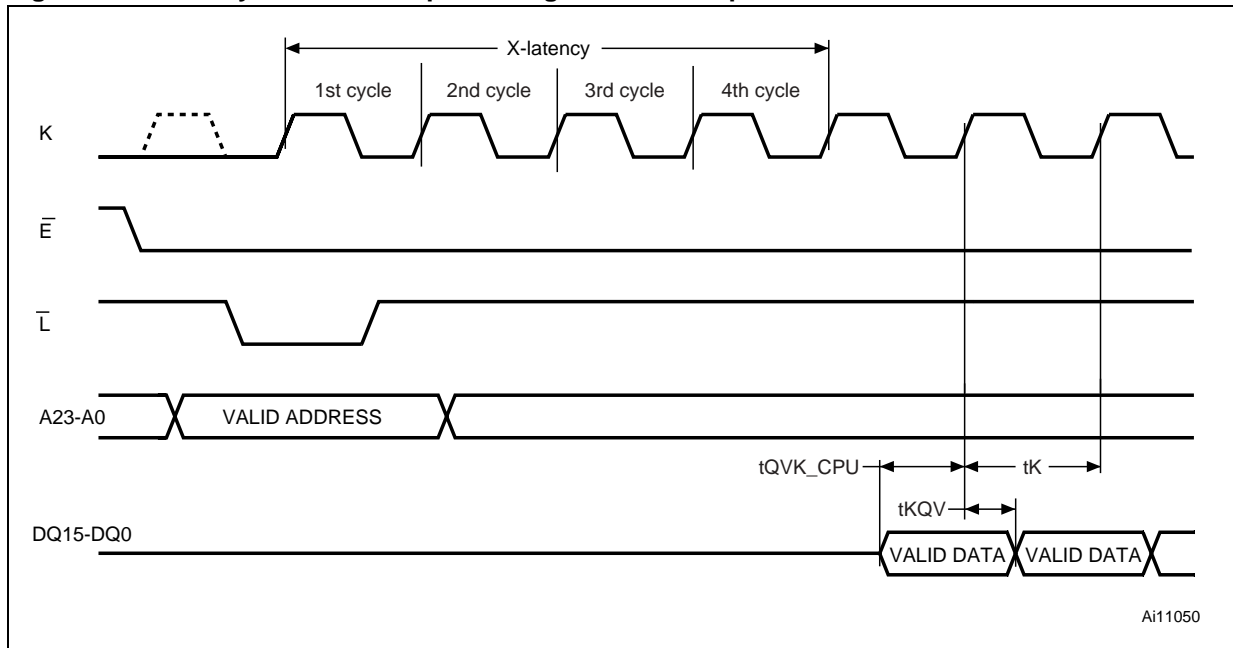 X-latency
1st cycle 2nd cycle 3rd cycle 4th cycle
K
E
L
A23-A0 VALID ADDRESS
tQVK_CPU tK
tKQV
DQ15-DQ0
VALID DATA VALID DATA
Ai11050